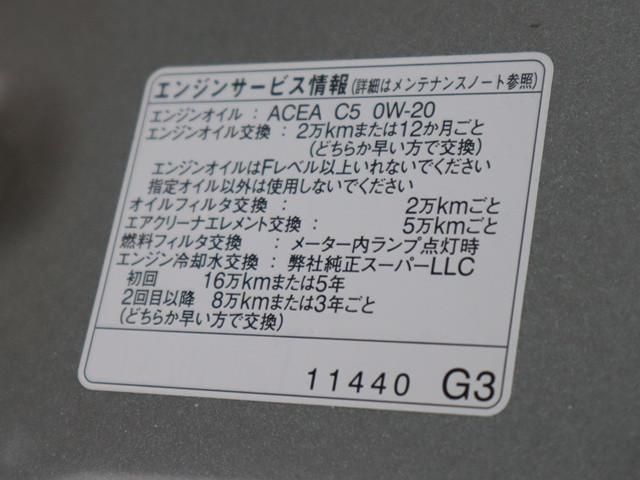 エンジンサービス情報(詳細はメンテナンスノート参照)
エンジンオイル : ACEA C5 0W-20
エンジンオイル交換 : 2万kmまたは12か月ごと
(どちらか早い方で交換)
エンジンオイルはFレベル以上いれないでください
指定オイル以外は使用しないでください
オイルフィルタ交換 : 2万kmごと
エアクリーナエレメント交換 : 5万kmごと
燃料フィルタ交換 : メーター内ランプ点灯時
エンジン冷却水交換 : 弊社純正スーパーLLC
初回 16万kmまたは5年
2回目以降 8万kmまたは3年ごと
(どちらか早い方で交換)
11440 G3